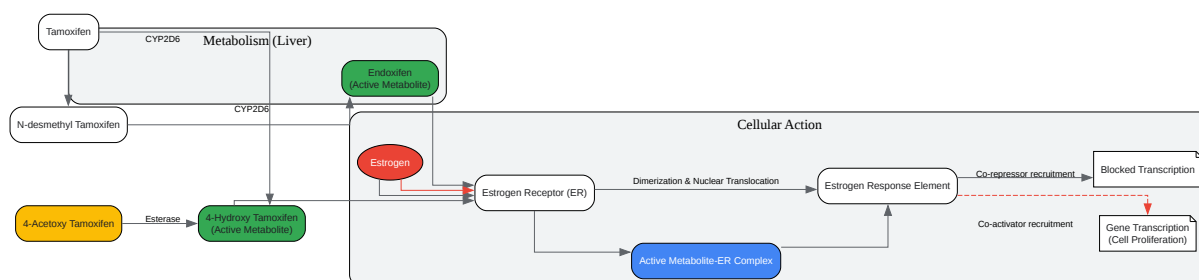 Tamoxifen
CYP2D6
Metabolism (Liver)
Endoxifen
(Active Metabolite)
CYP2D6
N-desmethyl Tamoxifen
Cellular Action
Estrogen
Estrogen Receptor (ER)
Dimerization & Nuclear Translocation
Estrogen Response Element
Co-repressor recruitment
Blocked Transcription
4-Acetoxy Tamoxifen
Esterase
4-Hydroxy Tamoxifen
(Active Metabolite)
Co-activator recruitment
Gene Transcription
(Cell Proliferation)
Active Metabolite-ER Complex